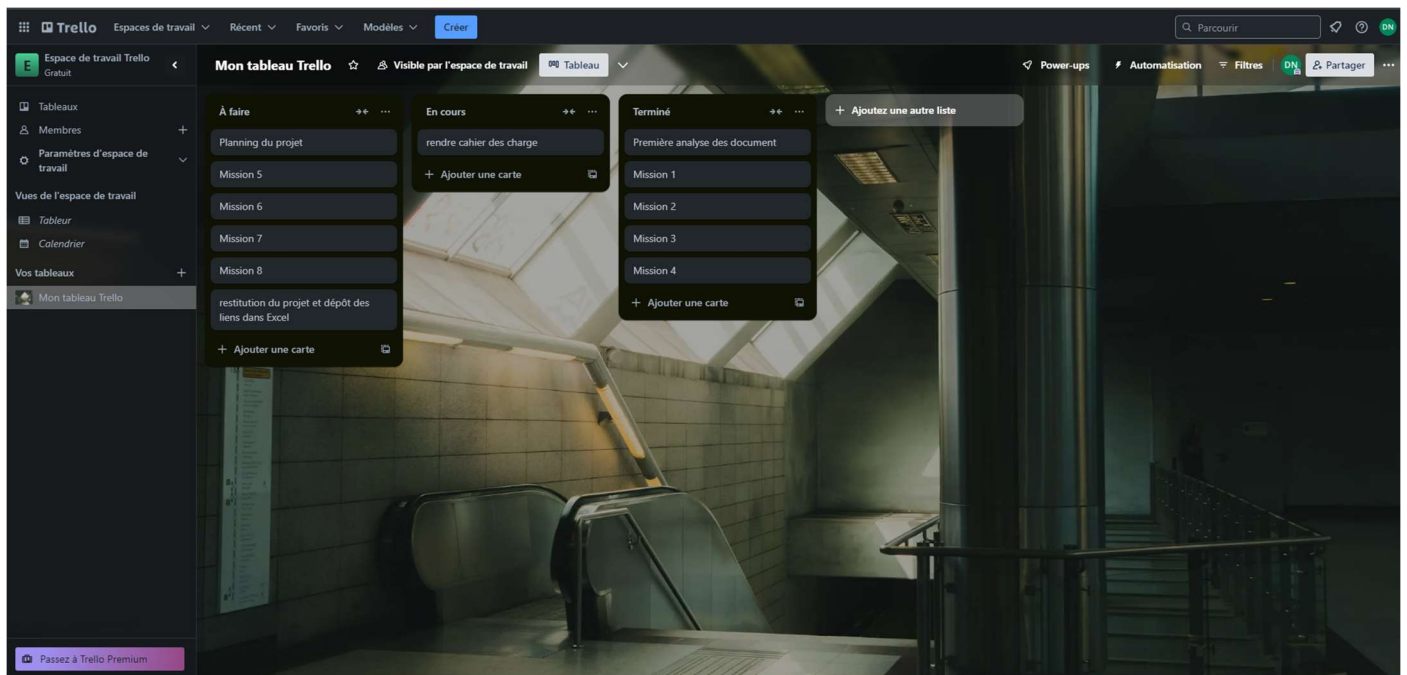 Trello Espaces de travail Récent Favoris Modèles Créer Parcourir DN
E Espace de travail Trello
Gratuit
Mon tableau Trello Visible par l'espace de travail Tableau Power-ups Automatisation Filtres DN Partager
Tableaux
Membres
Paramètres d'espace de
travail
Vues de l'espace de travail
Tableur
Calendrier
Vos tableaux
Mon tableau Trello
Passez à Trello Premium
À faire
Planning du projet
Mission 5
Mission 6
Mission 7
Mission 8
restitution du projet et dépôt des
liens dans Excel
+ Ajouter une carte
En cours
rendre cahier des charge
+ Ajouter une carte
Terminé
Première analyse des document
Mission 1
Mission 2
Mission 3
Mission 4
+ Ajouter une carte
+ Ajoutez une autre liste